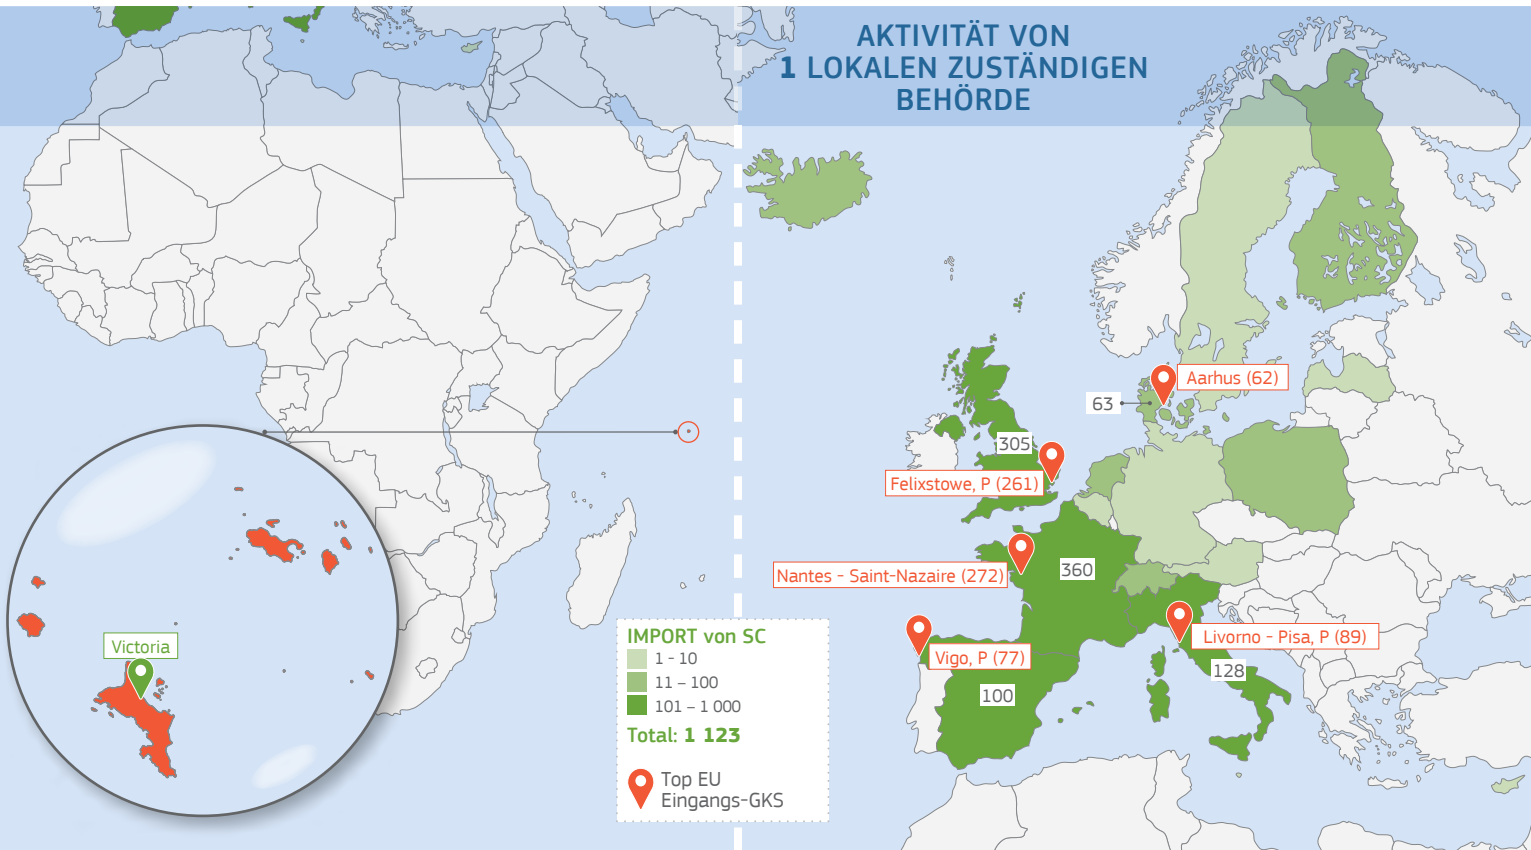 AKTIVITÄT VON
1 LOKALEN ZUSTÄNDIGEN
BEHÖRDE
Aarhus (62)
63
305
Felixstowe, P (261)
360
Nantes - Saint-Nazaire (272)
Livorno - Pisa, P (89)
128
Vigo, P (77)
100
Victoria
IMPORT von SC
1 - 10
11 – 100
101 – 1 000
Total: 1 123
Top EU
Eingangs-GKS